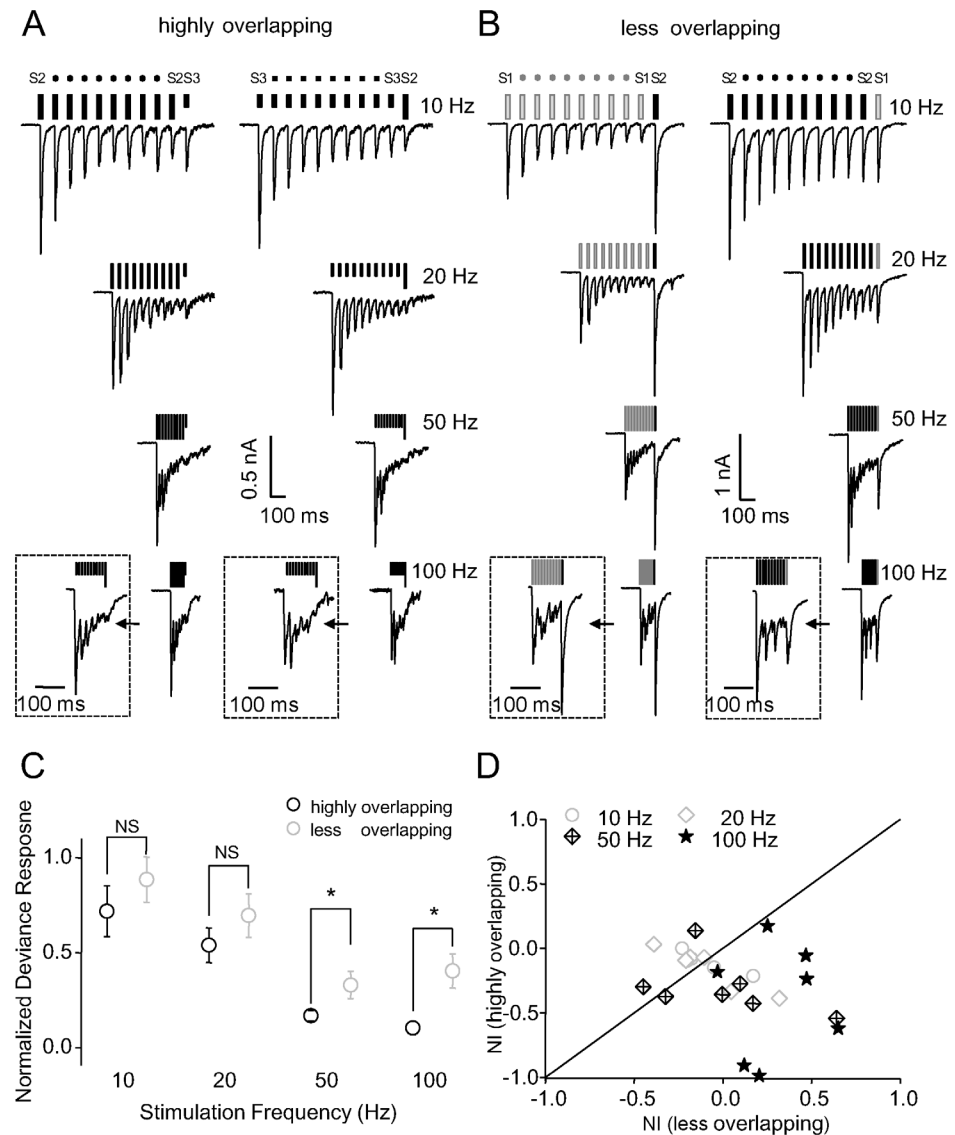 A
highly overlapping
S2 S2S3
S3 S3S2
10 Hz
20 Hz
50 Hz
0.5 nA
100 ms
100 Hz
100 ms
100 ms
B
less overlapping
S1 S1S2
S2 S2S1
10 Hz
20 Hz
50 Hz
1 nA
100 ms
100 Hz
100 ms
100 ms
C
highly overlapping
less overlapping
Normalized Deviance Resposne
1.0
0.5
0.0
NS
NS
*
*
10 20 50 100
Stimulation Frequency (Hz)
D
10 Hz 20 Hz
50 Hz 100 Hz
NI (highly overlapping)
1.0
0.5
0.0
-0.5
-1.0
-1.0 -0.5 0.0 0.5 1.0
NI (less overlapping)